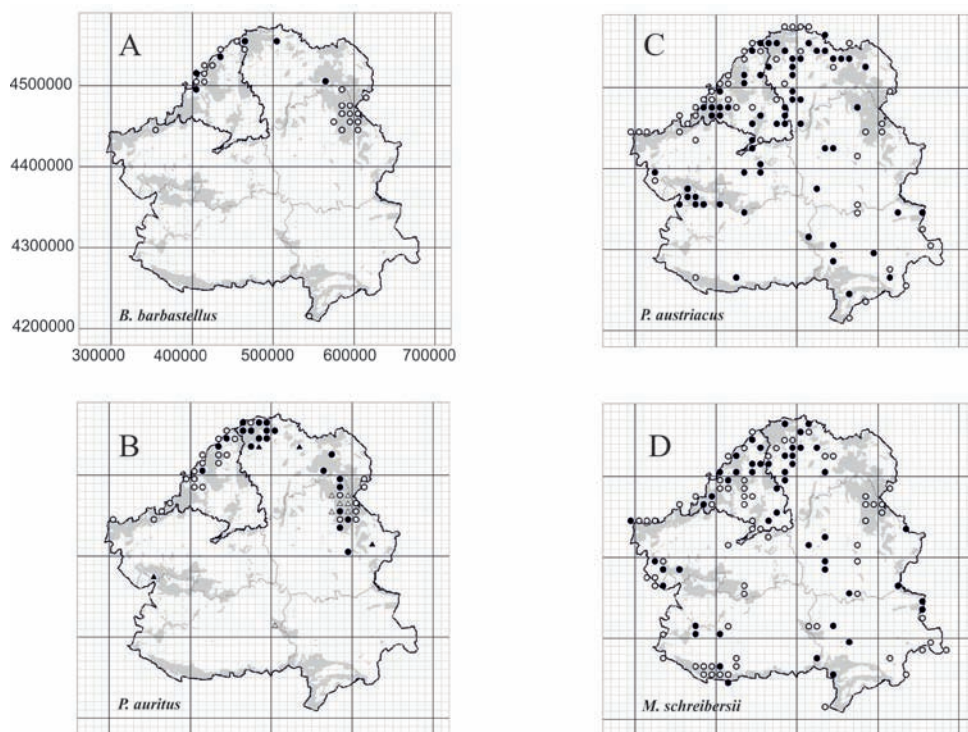 A
4500000
4400000
4300000
4200000
B. barbastellus
300000 400000 500000 600000 700000
C
P. austriacus
B
P. auritus
D
M. schreibersii